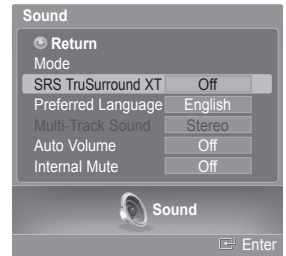 Sound
Return
Mode
SRS TruSurround XT Off
Preferred Language English
Multi-Track Sound Stereo
Auto Volume Off
Internal Mute Off
Sound
Enter